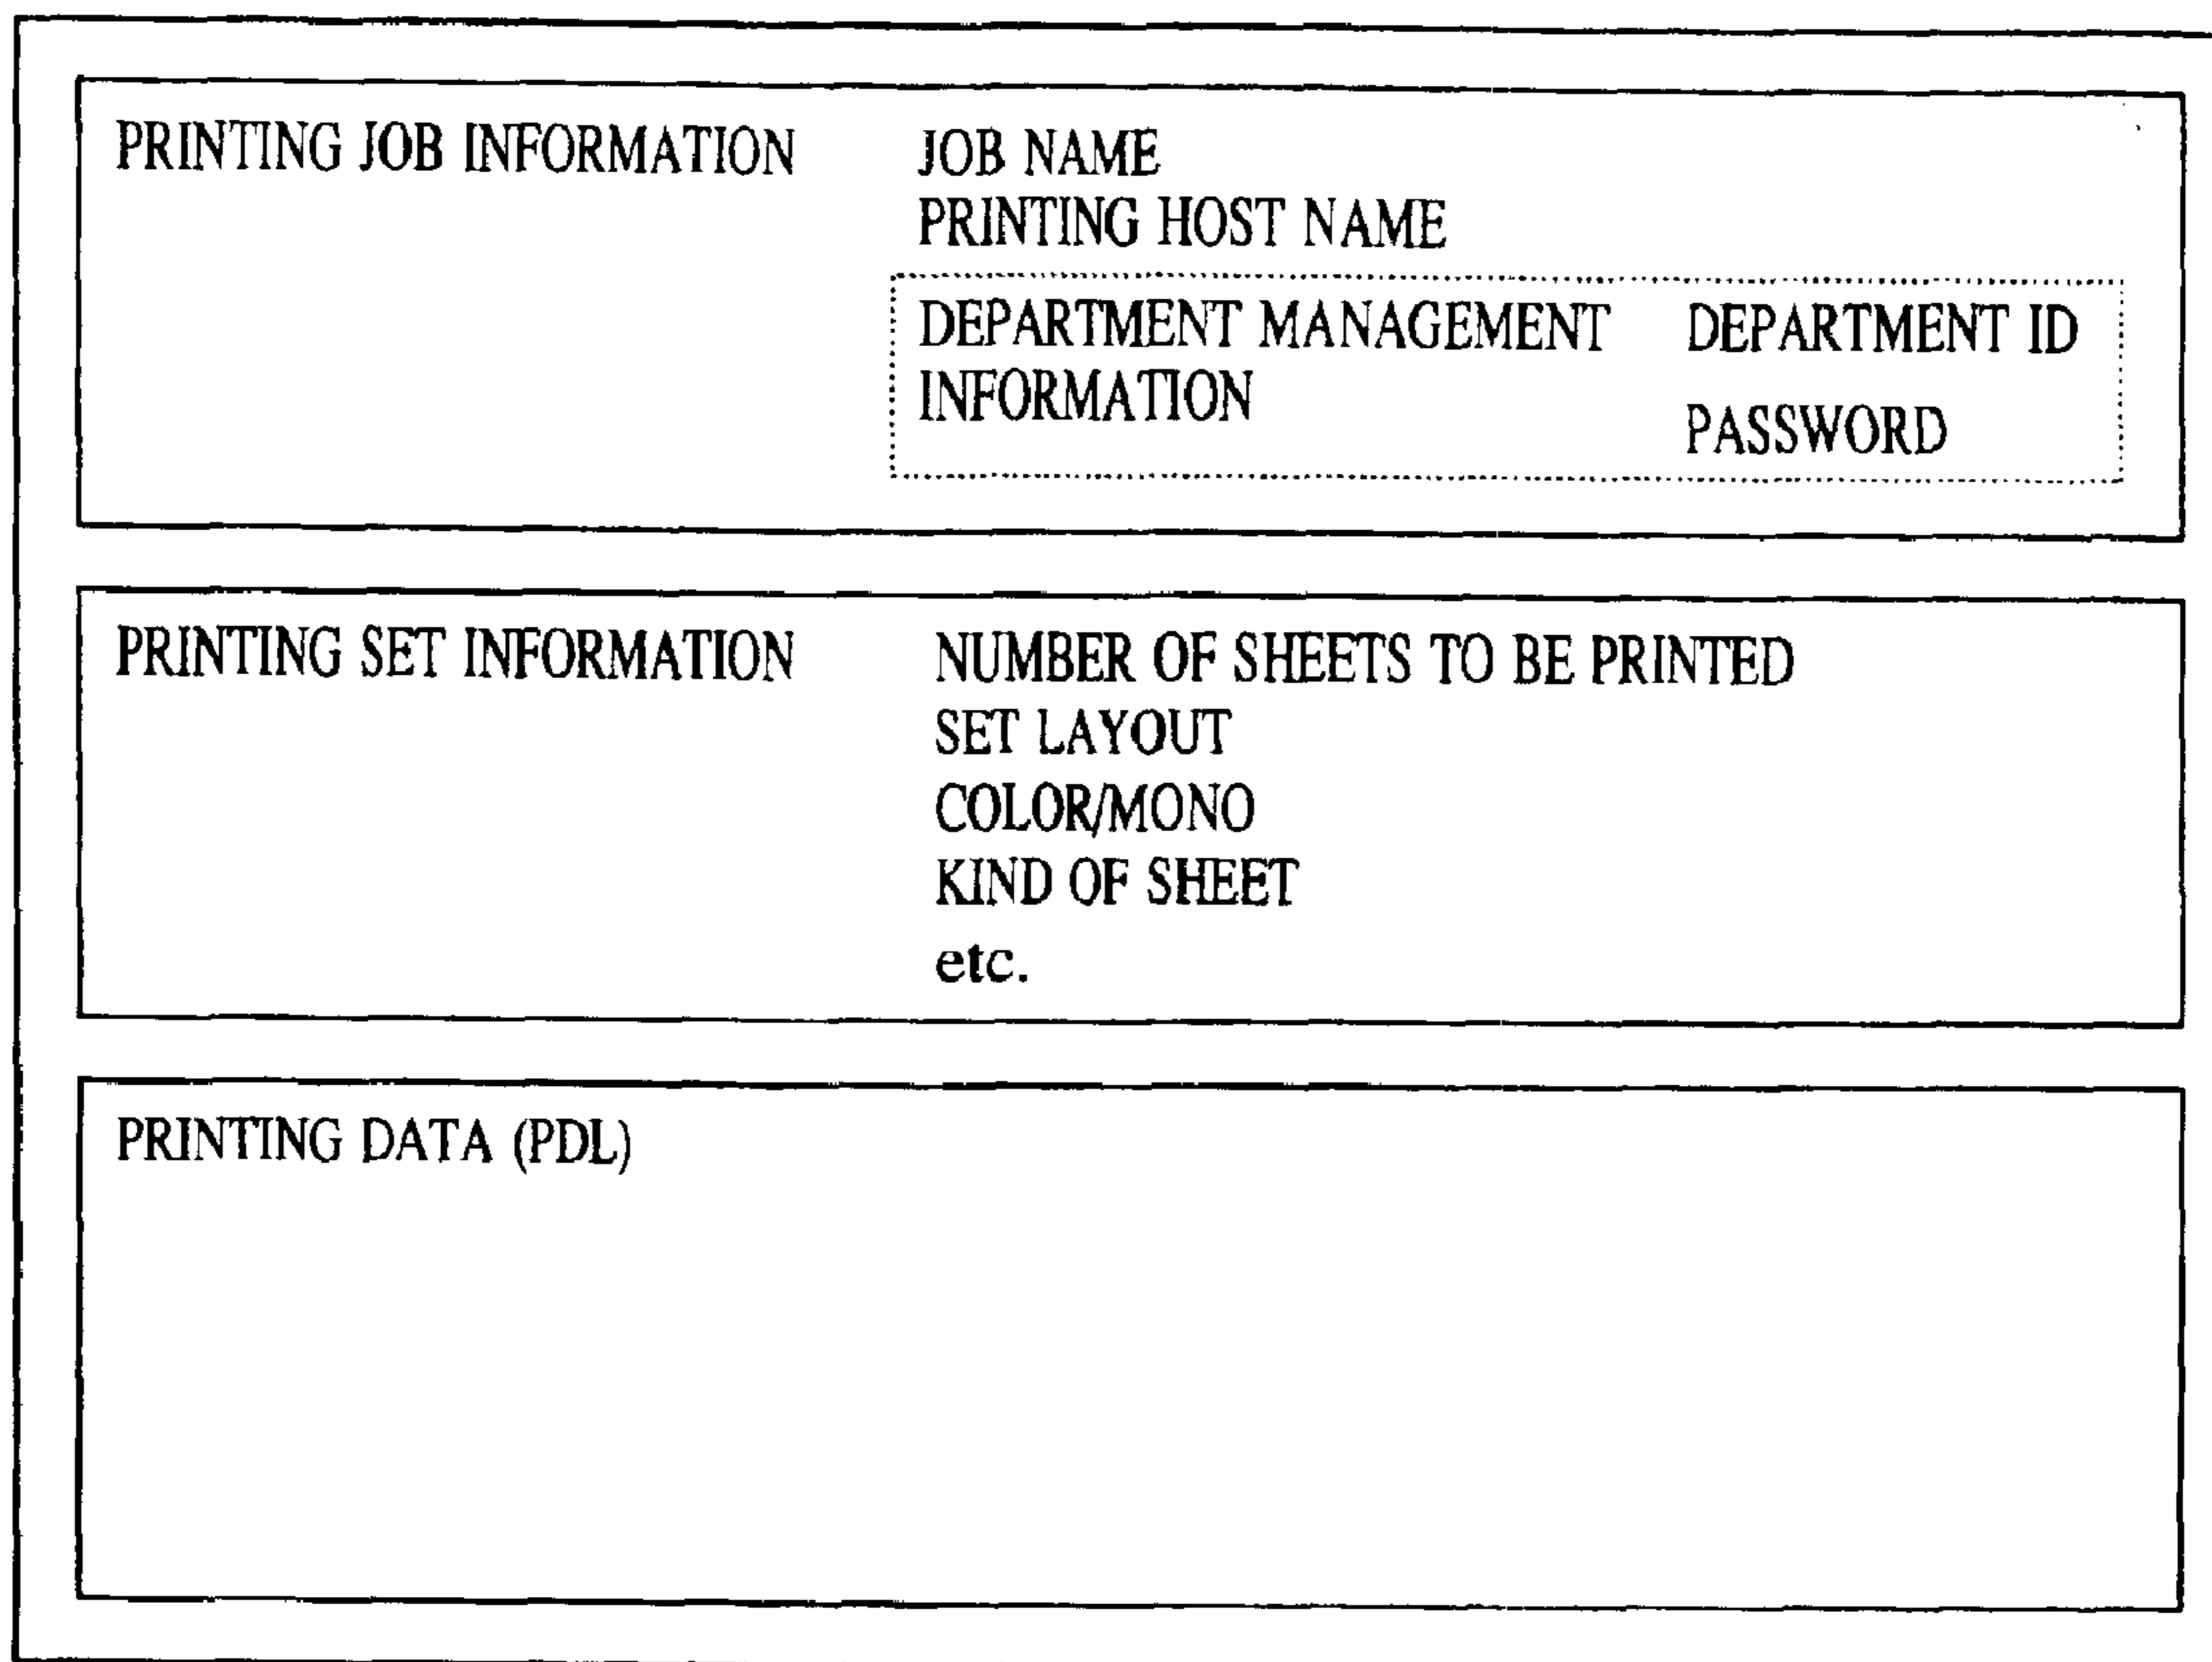 PRINTING JOB INFORMATION JOB NAME
PRINTING HOST NAME
DEPARTMENT MANAGEMENT DEPARTMENT ID
INFORMATION
PASSWORD
PRINTING SET INFORMATION NUMBER OF SHEETS TO BE PRINTED
SET LAYOUT
COLOR/MONO
KIND OF SHEET
etc.
PRINTING DATA (PDL)